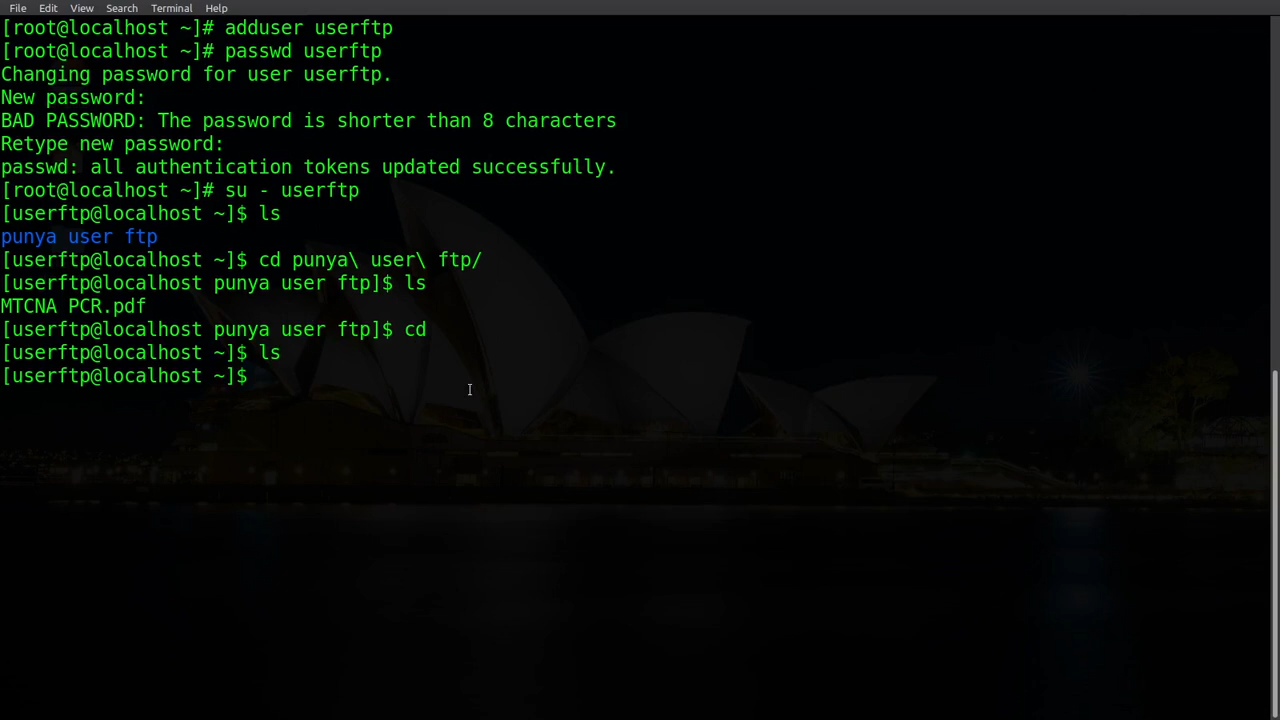 File Edit View Search Terminal Help
[root@localhost ~]# adduser userftp
[root@localhost ~]# passwd userftp
Changing password for user userftp.
New password:
BAD PASSWORD: The password is shorter than 8 characters
Retype new password:
passwd: all authentication tokens updated successfully.
[root@localhost ~]# su - userftp
[userftp@localhost ~]$ ls
punya user ftp
[userftp@localhost ~]$ cd punya\ user\ ftp/
[userftp@localhost punya user ftp]$ ls
MTCNA PCR.pdf
[userftp@localhost punya user ftp]$ cd
[userftp@localhost ~]$ ls
[userftp@localhost ~]$